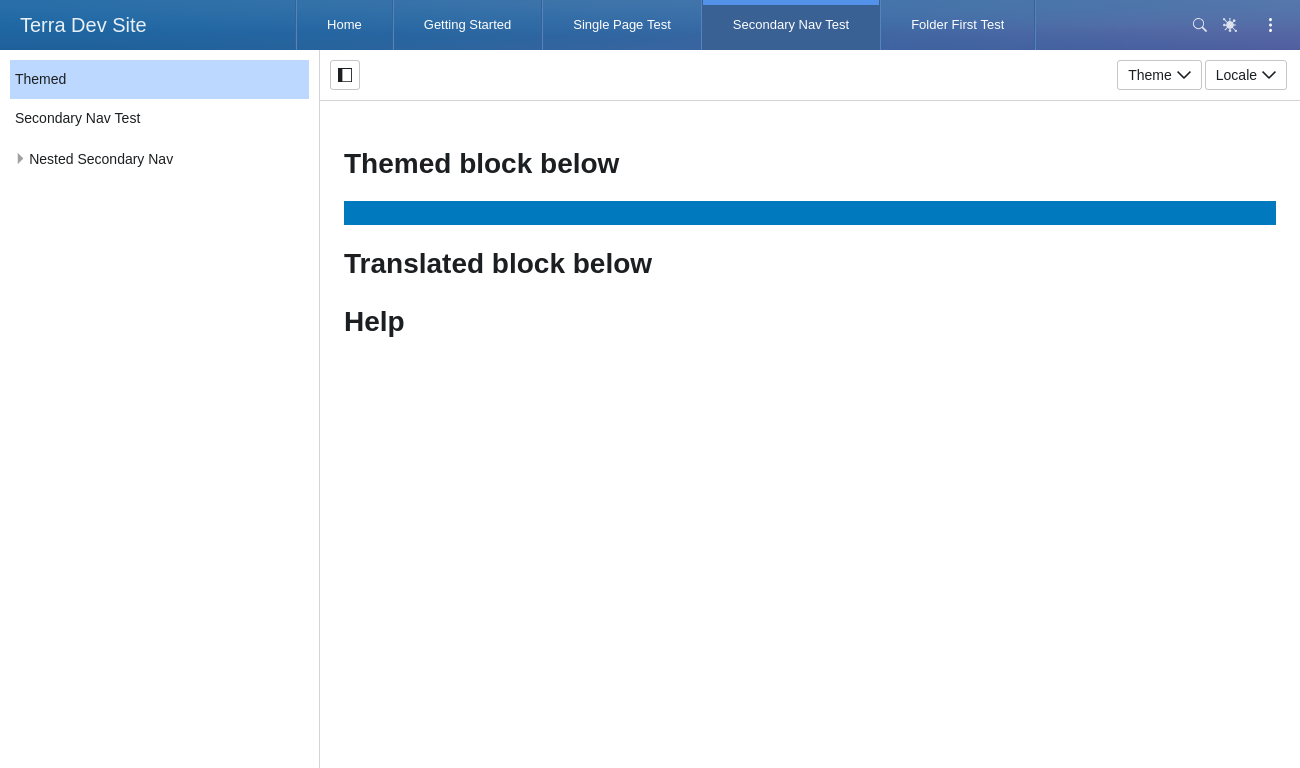 Terra Dev Site
Home
Getting Started
Single Page Test
Secondary Nav Test
Folder First Test
Themed
Secondary Nav Test
Nested Secondary Nav
Theme
Locale
Themed block below
Translated block below
Help